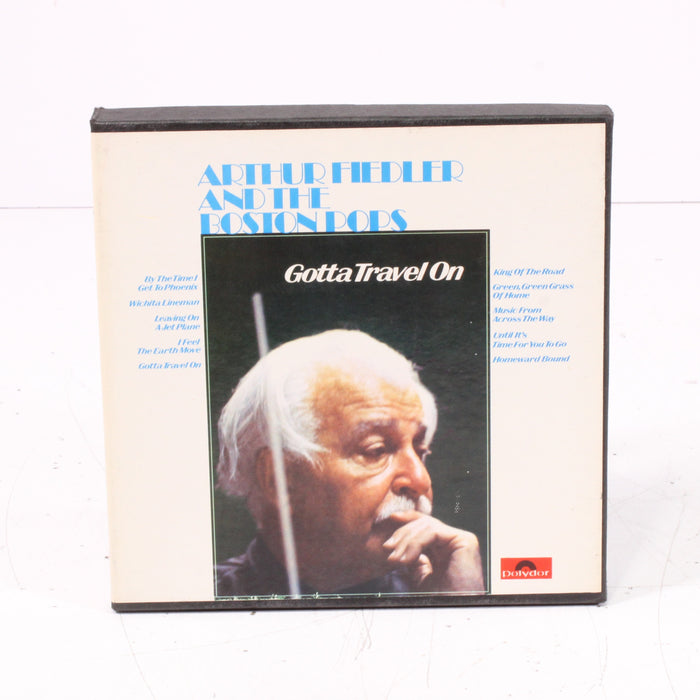 ARTHUR FIEDLER
AND THE
BOSTON POPS
Gotta Travel On
By The Time I
Get To Phoenix
Wichita Lineman
Leaving On
A Jet Plane
I Feel
The Earth Move
Gotta Travel On
King Of The Road
Green, Green Grass
Of Home
Music From
Across The Way
Until It's
Time For You To Go
Homeward Bound
polydor